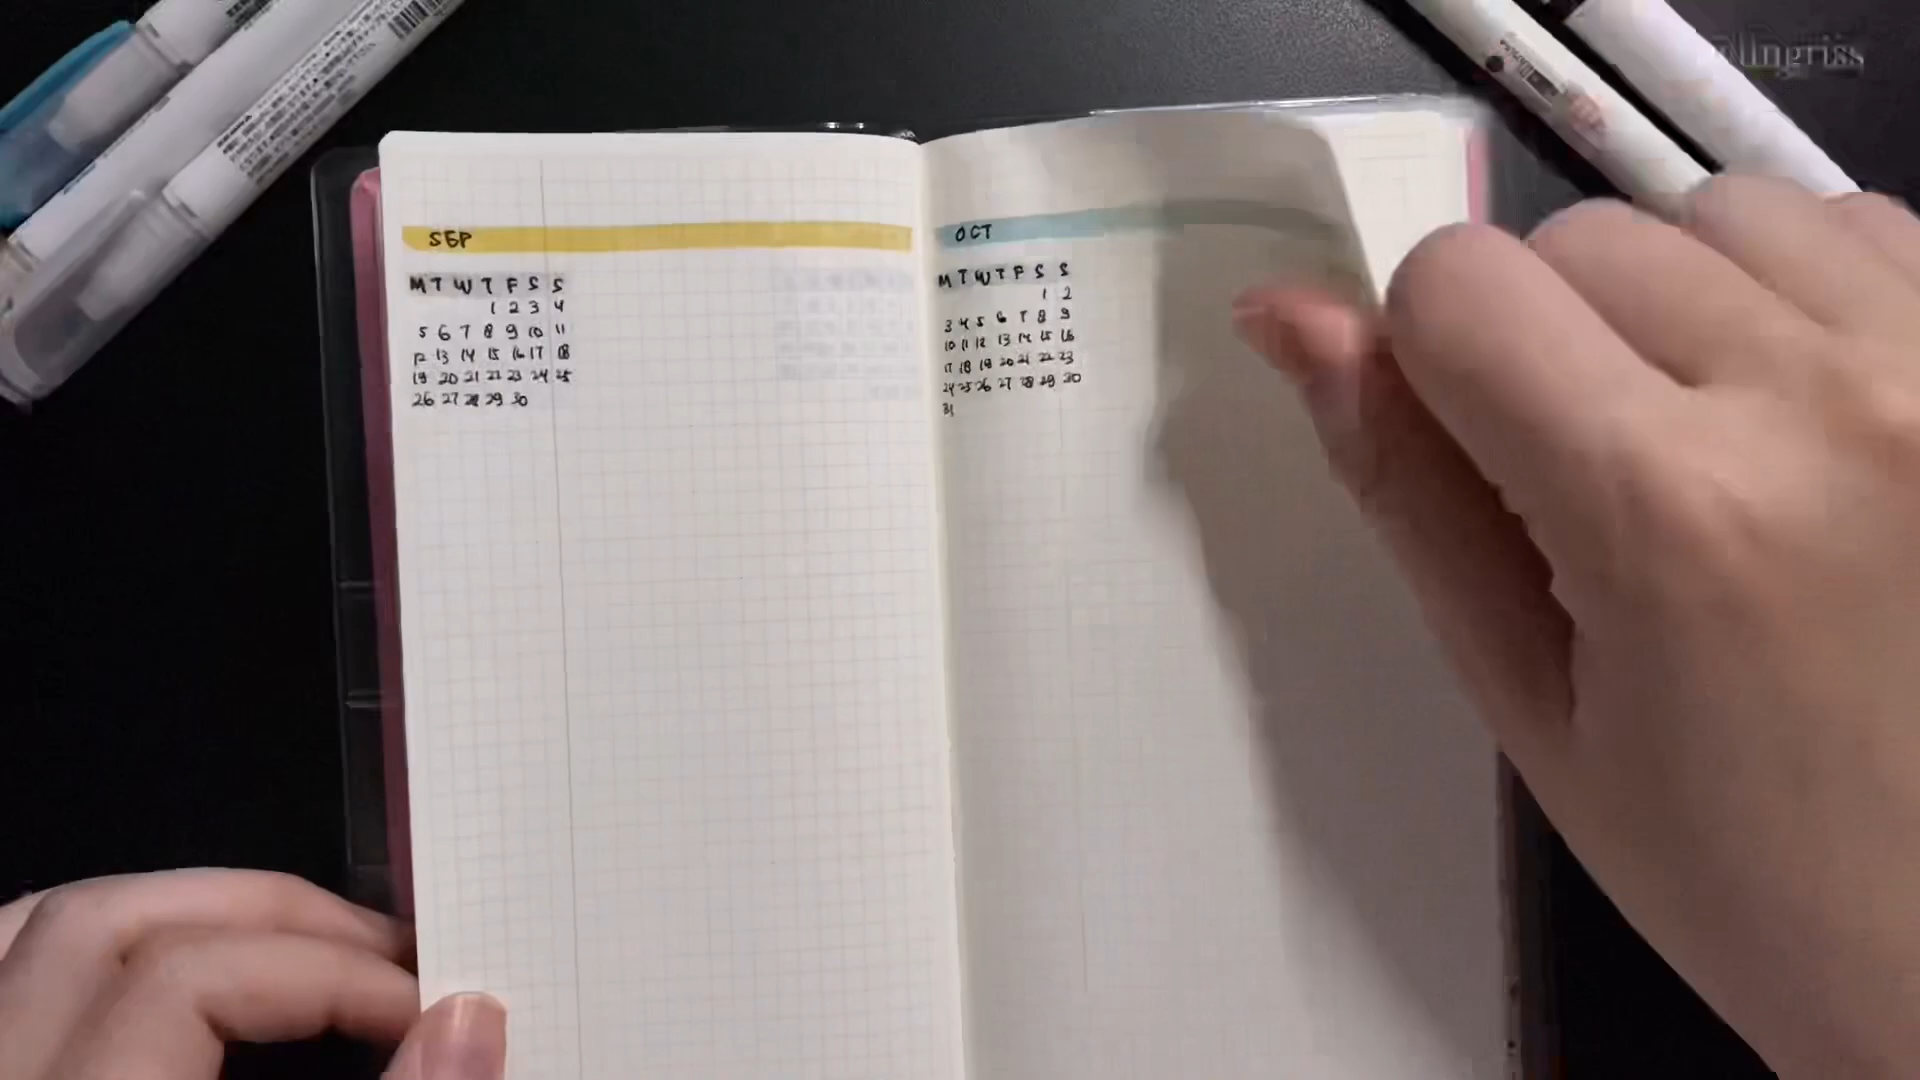 SEP
M T W T F S S
1 2 3 4
5 6 7 8 9 10 11
12 13 14 15 16 17 18
19 20 21 22 23 24 25
26 27 28 29 30
OCT
M T W T F S S
1 2
3 4 5 6 7 8 9
10 11 12 13 14 15 16
17 18 19 20 21 22 23
24 25 26 27 28 29 30
31